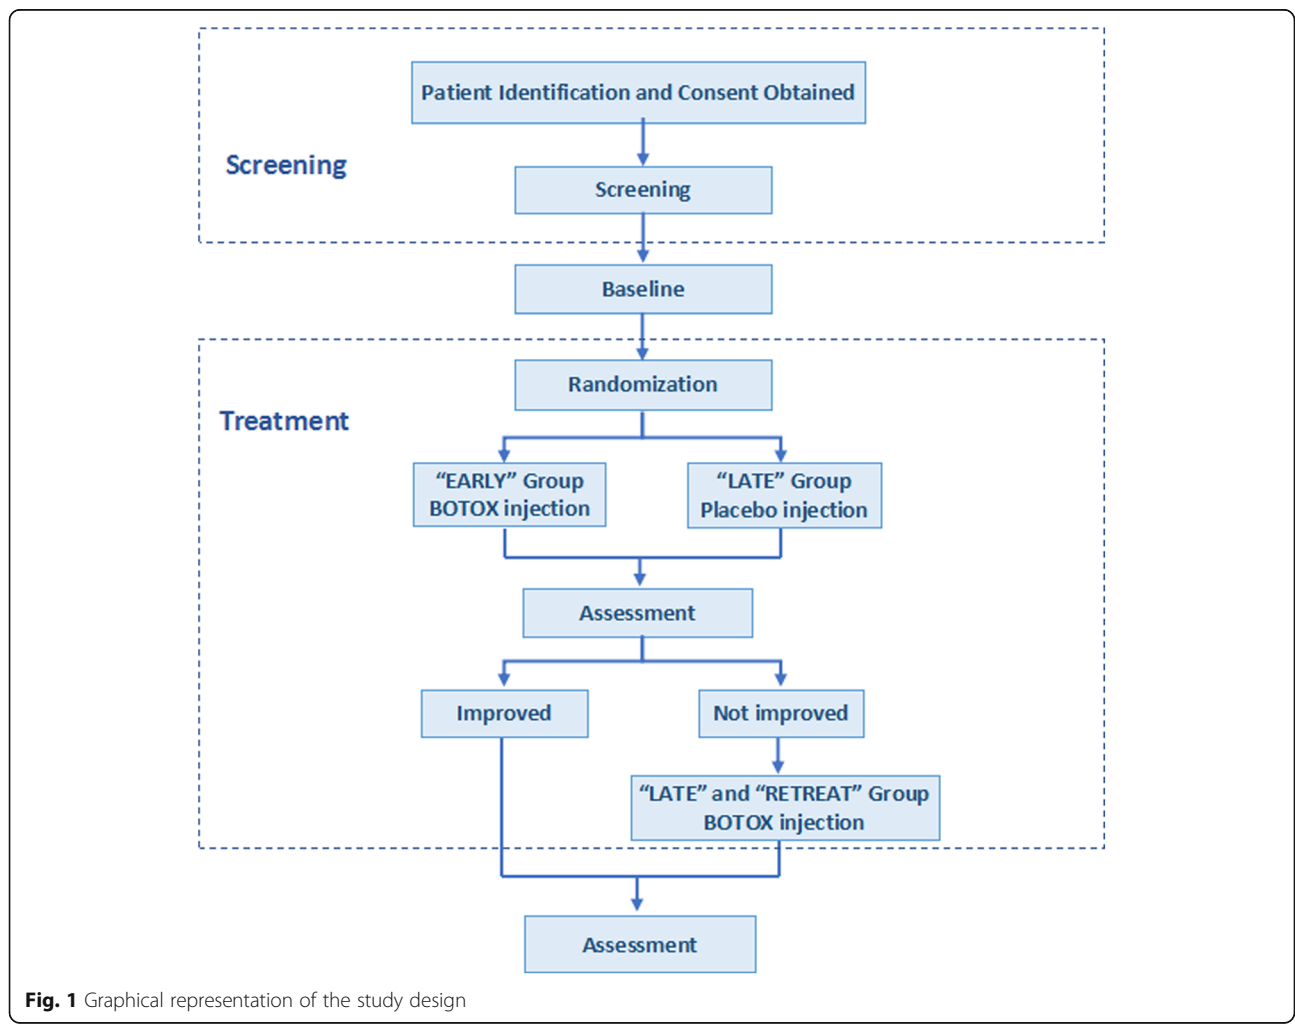 Patient Identification and Consent Obtained
Screening
Screening
Baseline
Randomization
Treatment
“EARLY” Group
BOTOX injection
“LATE” Group
Placebo injection
Assessment
Improved
Not improved
“LATE” and “RETREAT” Group
BOTOX injection
Assessment
Fig. 1 Graphical representation of the study design